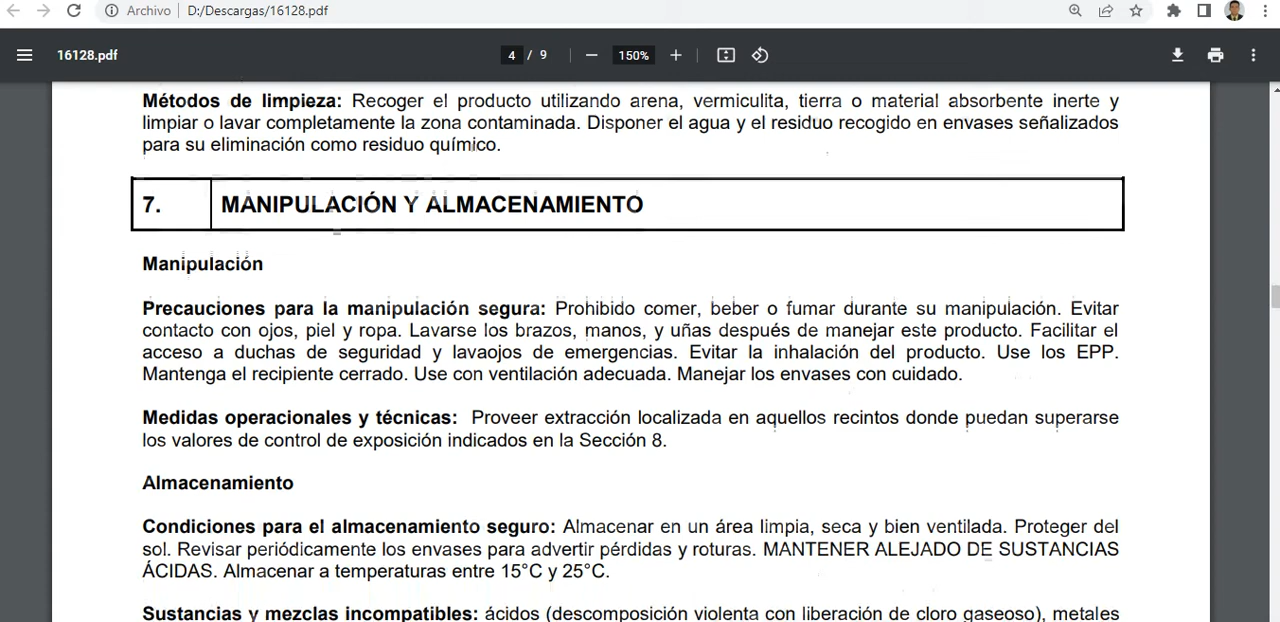 Archivo | D:/Descargas/16128.pdf
16128.pdf 4 / 9 150%
Métodos de limpieza: Recoger el producto utilizando arena, vermiculita, tierra o material absorbente inerte y
limpiar o lavar completamente la zona contaminada. Disponer el agua y el residuo recogido en envases señalizados
para su eliminación como residuo químico.
7. MANIPULACIÓN Y ALMACENAMIENTO
Manipulación
Precauciones para la manipulación segura: Prohibido comer, beber o fumar durante su manipulación. Evitar
contacto con ojos, piel y ropa. Lavarse los brazos, manos, y uñas después de manejar este producto. Facilitar el
acceso a duchas de seguridad y lavaojos de emergencias. Evitar la inhalación del producto. Use los EPP.
Mantenga el recipiente cerrado. Use con ventilación adecuada. Manejar los envases con cuidado.
Medidas operacionales y técnicas: Proveer extracción localizada en aquellos recintos donde puedan superarse
los valores de control de exposición indicados en la Sección 8.
Almacenamiento
Condiciones para el almacenamiento seguro: Almacenar en un área limpia, seca y bien ventilada. Proteger del
sol. Revisar periódicamente los envases para advertir pérdidas y roturas. MANTENER ALEJADO DE SUSTANCIAS
ÁCIDAS. Almacenar a temperaturas entre 15°C y 25°C.
Sustancias y mezclas incompatibles: ácidos (descomposición violenta con liberación de cloro gaseoso), metales